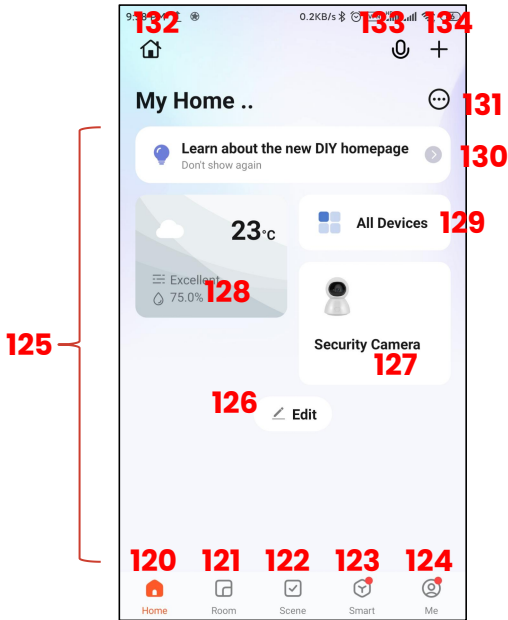 132
133
134
0.2KB/s
131
My Home ..
125
Learn about the new DIY homepage
Don't show again
130
23°C
All Devices
129
Excellent
75.0%
128
Security Camera
127
126
Edit
120
121
122
123
124
Home
Room
Scene
Smart
Me